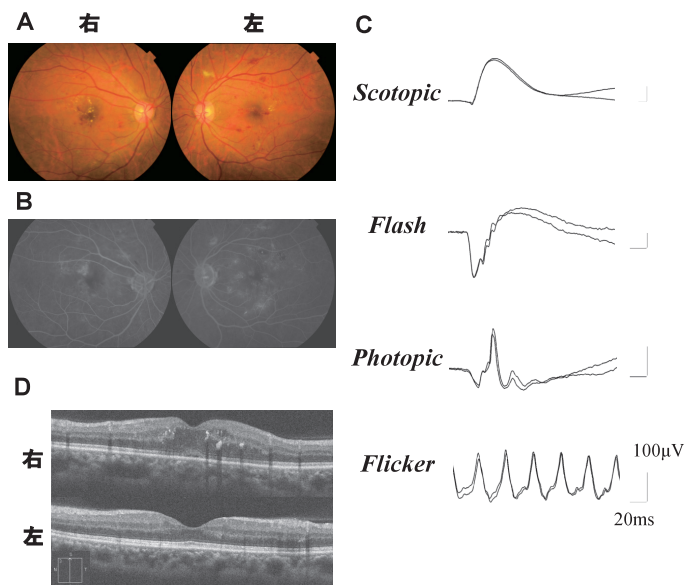 A
右
左
B
C
Scotopic
Flash
Photopic
Flicker
100μV
20ms
D
右
左